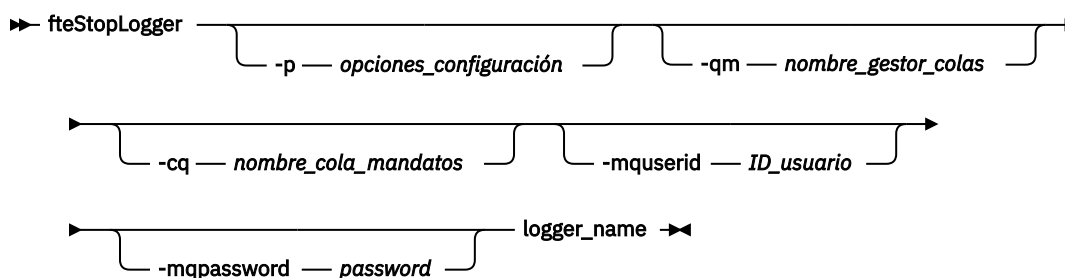 fteStopLogger
-p opciones_configuración -qm nombre_gestor_colas
-cq nombre_cola_mandatos -mquserid ID_usuario
logger_name
-mqpassword password